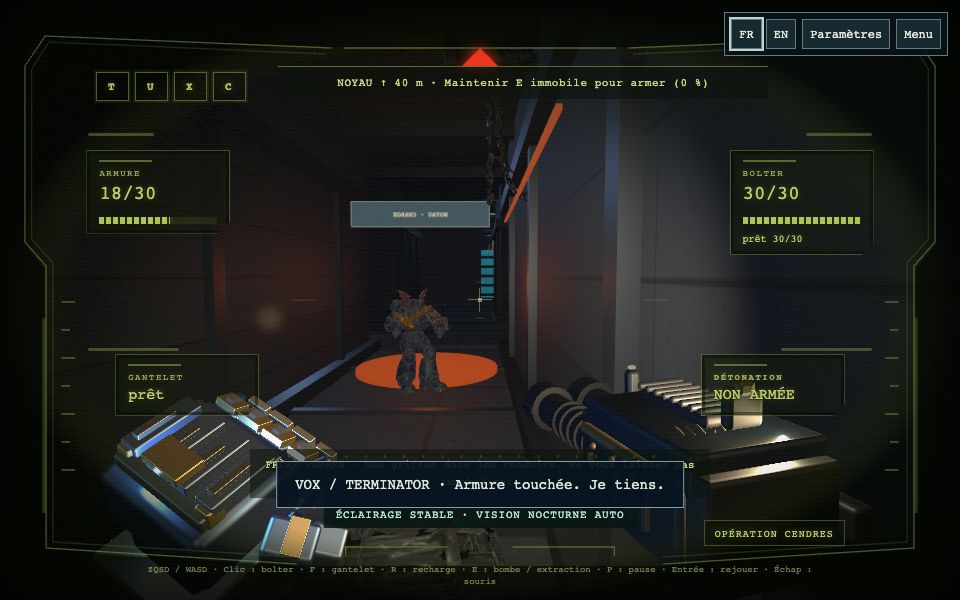 FR EN Paramètres Menu
T U X C
NOYAU ↑ 40 m · Maintenir E immobile pour armer (0 %)
ARMURE
18/30
BOLTER
30/30
prêt 30/30
NOYAU · CHARGE
GANTELET
prêt
DÉTONATION
NON ARMÉE
VOX / TERMINATOR · Armure touchée. Je tiens.
ÉCLAIRAGE STABLE · VISION NOCTURNE AUTO
OPÉRATION CENDRES
ZQSD / WASD · Clic : bolter · F : gantelet · R : recharge · E : bombe / extraction · P : pause · Entrée : rejouer · Échap :
souris